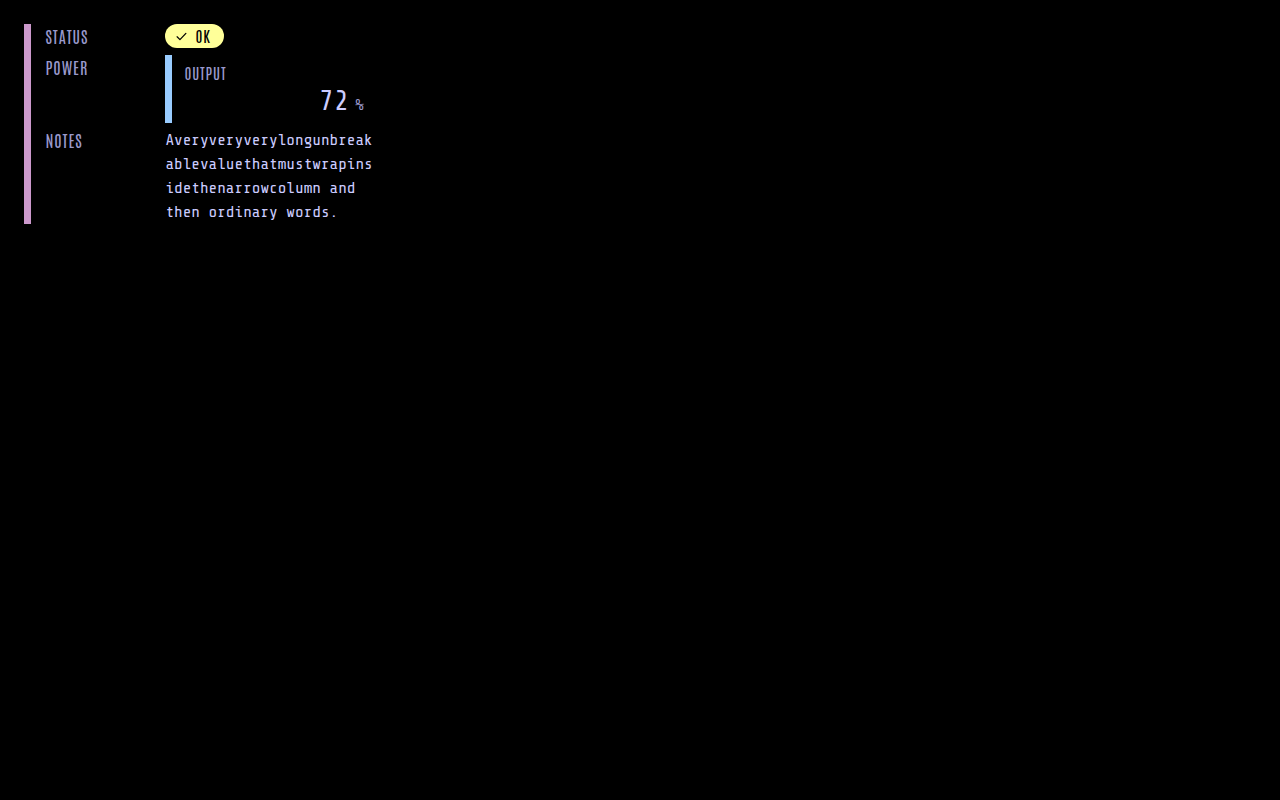 STATUS
OK
POWER
OUTPUT
72 %
NOTES
Averyveryverylongunbreak
ablevaluethatmustwrapins
idethenarrowcolumn and
then ordinary words.